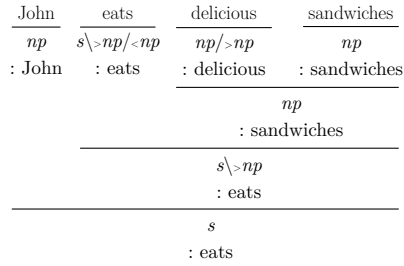 John eats delicious sandwiches
np s\>np/<np np/>np np
: John : eats : delicious : sandwiches
np
: sandwiches
s\>np
: eats
s
: eats